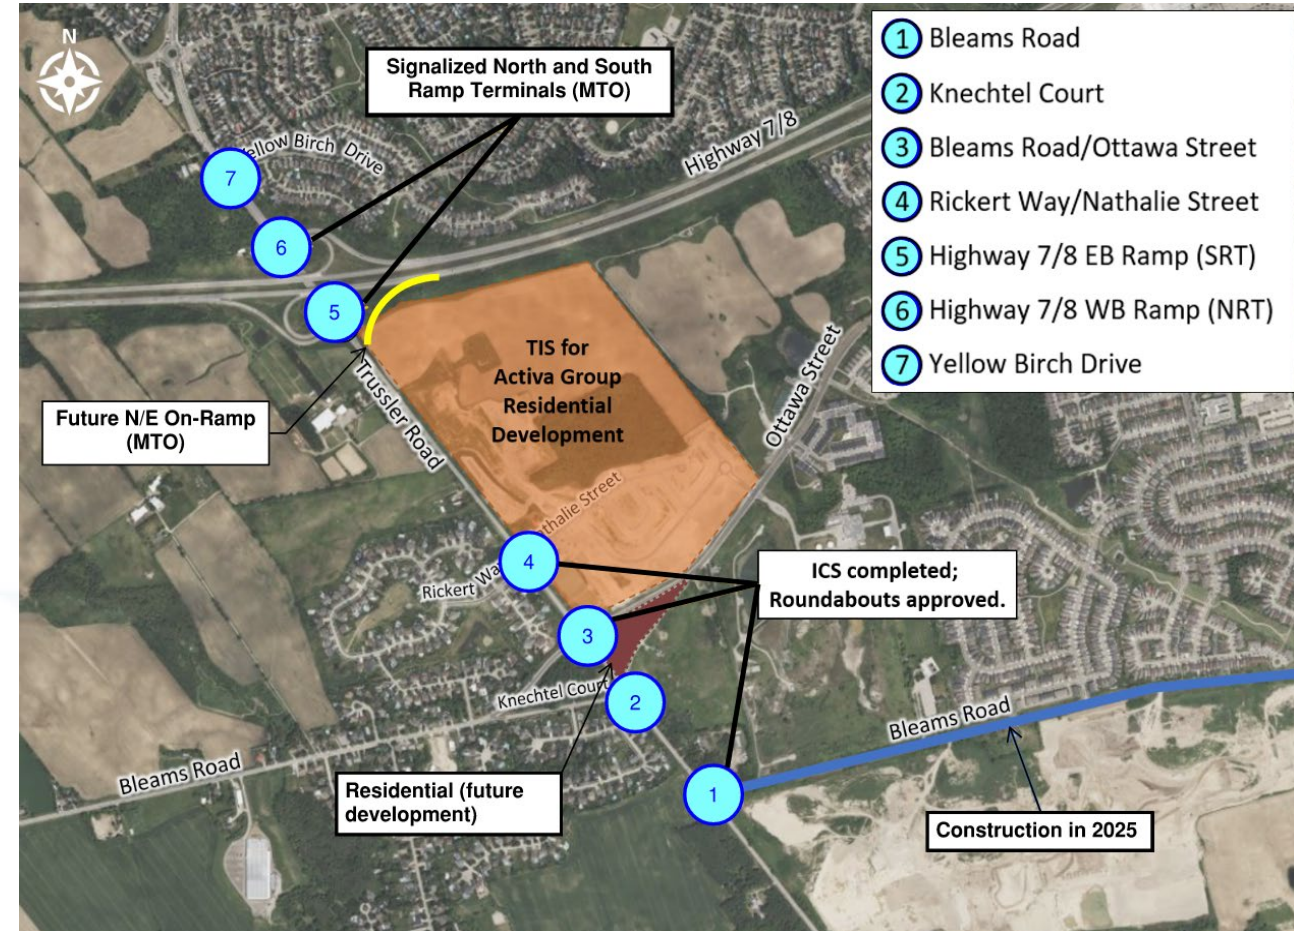 N
Signalized North and South
Ramp Terminals (MTO)
1 Bleams Road
2 Knechtel Court
3 Bleams Road/Ottawa Street
4 Rickert Way/Nathalie Street
5 Highway 7/8 EB Ramp (SRT)
6 Highway 7/8 WB Ramp (NRT)
7 Yellow Birch Drive
Yellow Birch Drive
Highway 7/8
7
6
5
TIS for
Activa Group
Residential
Development
Trussler Road
Ottawa Street
Future N/E On-Ramp
(MTO)
Nathalie Street
4
Rickert Way
ICS completed;
Roundabouts approved.
3
Knechtel Court
2
Bleams Road
Bleams Road
1
Residential (future
development)
Construction in 2025